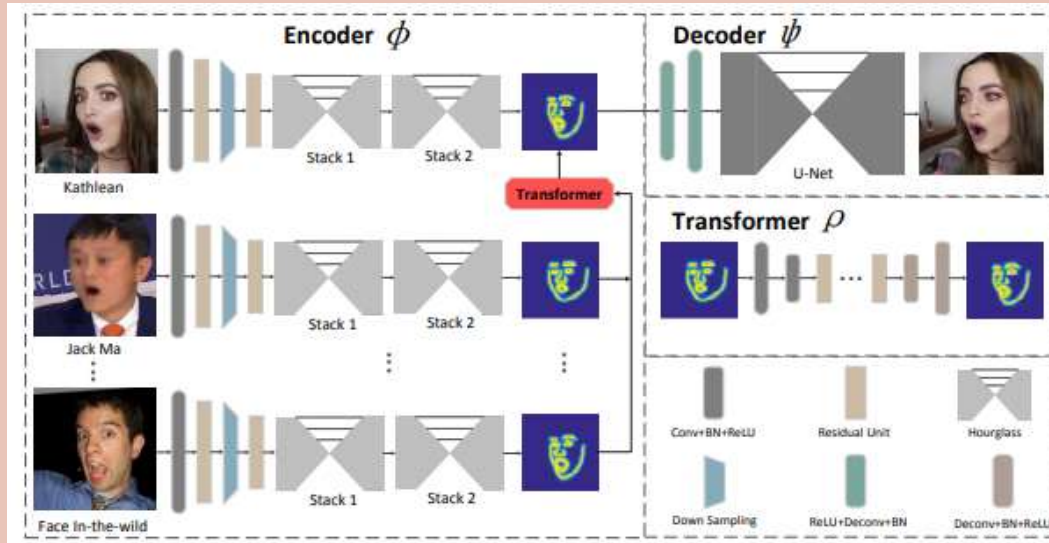 Encoder ϕ
Stack 1
Stack 2
Kathlean
Transformer
RLD
Stack 1
Stack 2
Jack Ma
Stack 1
Stack 2
Face In-the-wild
Decoder ψ
U-Net
Transformer ρ
Conv+BN+ReLU
Residual Unit
Hourglass
Down Sampling
ReLU+Deconv+BN
Deconv+BN+ReLU